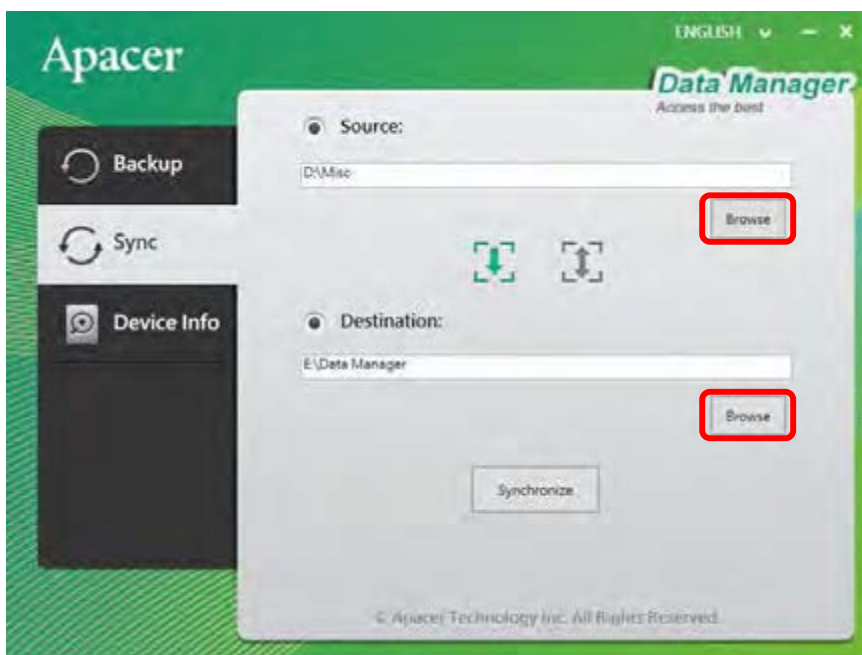 ENGLISH
Apacer
Data Manager
Access the best
Source:
Backup
D:\Misc
Browse
Sync
Device Info
Destination:
E:\Data Manager
Browse
Synchronize
© Apacer Technology Inc. All Rights Reserved.